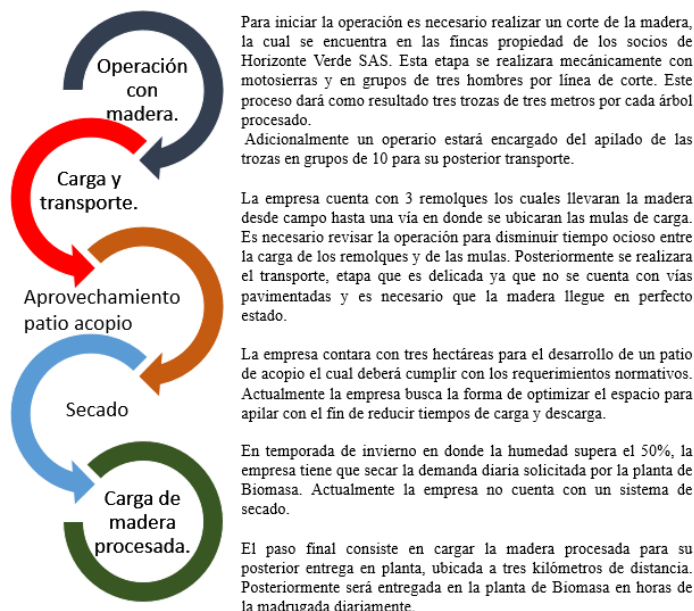 Operación
con
madera.
Para iniciar la operación es necesario realizar un corte de la madera,
la cual se encuentra en las fincas propiedad de los socios de
Horizonte Verde SAS. Esta etapa se realizara mecánicamente con
motosierras y en grupos de tres hombres por línea de corte. Este
proceso dará como resultado tres trozas de tres metros por cada árbol
procesado.
Adicionalmente un operario estará encargado del apilado de las
trozas en grupos de 10 para su posterior transporte.
Carga y
transporte.
La empresa cuenta con 3 remolques los cuales llevaran la madera
desde campo hasta una vía en donde se ubicaran las mulas de carga.
Es necesario revisar la operación para disminuir tiempo ocioso entre
la carga de los remolques y de las mulas. Posteriormente se realizara
el transporte, etapa que es delicada ya que no se cuenta con vías
pavimentadas y es necesario que la madera llegue en perfecto
estado.
Aprovechamiento
patio acopio
La empresa contara con tres hectáreas para el desarrollo de un patio
de acopio el cual deberá cumplir con los requerimientos normativos.
Actualmente la empresa busca la forma de optimizar el espacio para
apilar con el fin de reducir tiempos de carga y descarga.
Secado
En temporada de invierno en donde la humedad supera el 50%, la
empresa tiene que secar la demanda diaria solicitada por la planta de
Biomasa. Actualmente la empresa no cuenta con un sistema de
secado.
Carga de
madera
procesada.
El paso final consiste en cargar la madera procesada para su
posterior entrega en planta, ubicada a tres kilómetros de distancia.
Posteriormente será entregada en la planta de Biomasa en horas de
la madrugada diariamente.